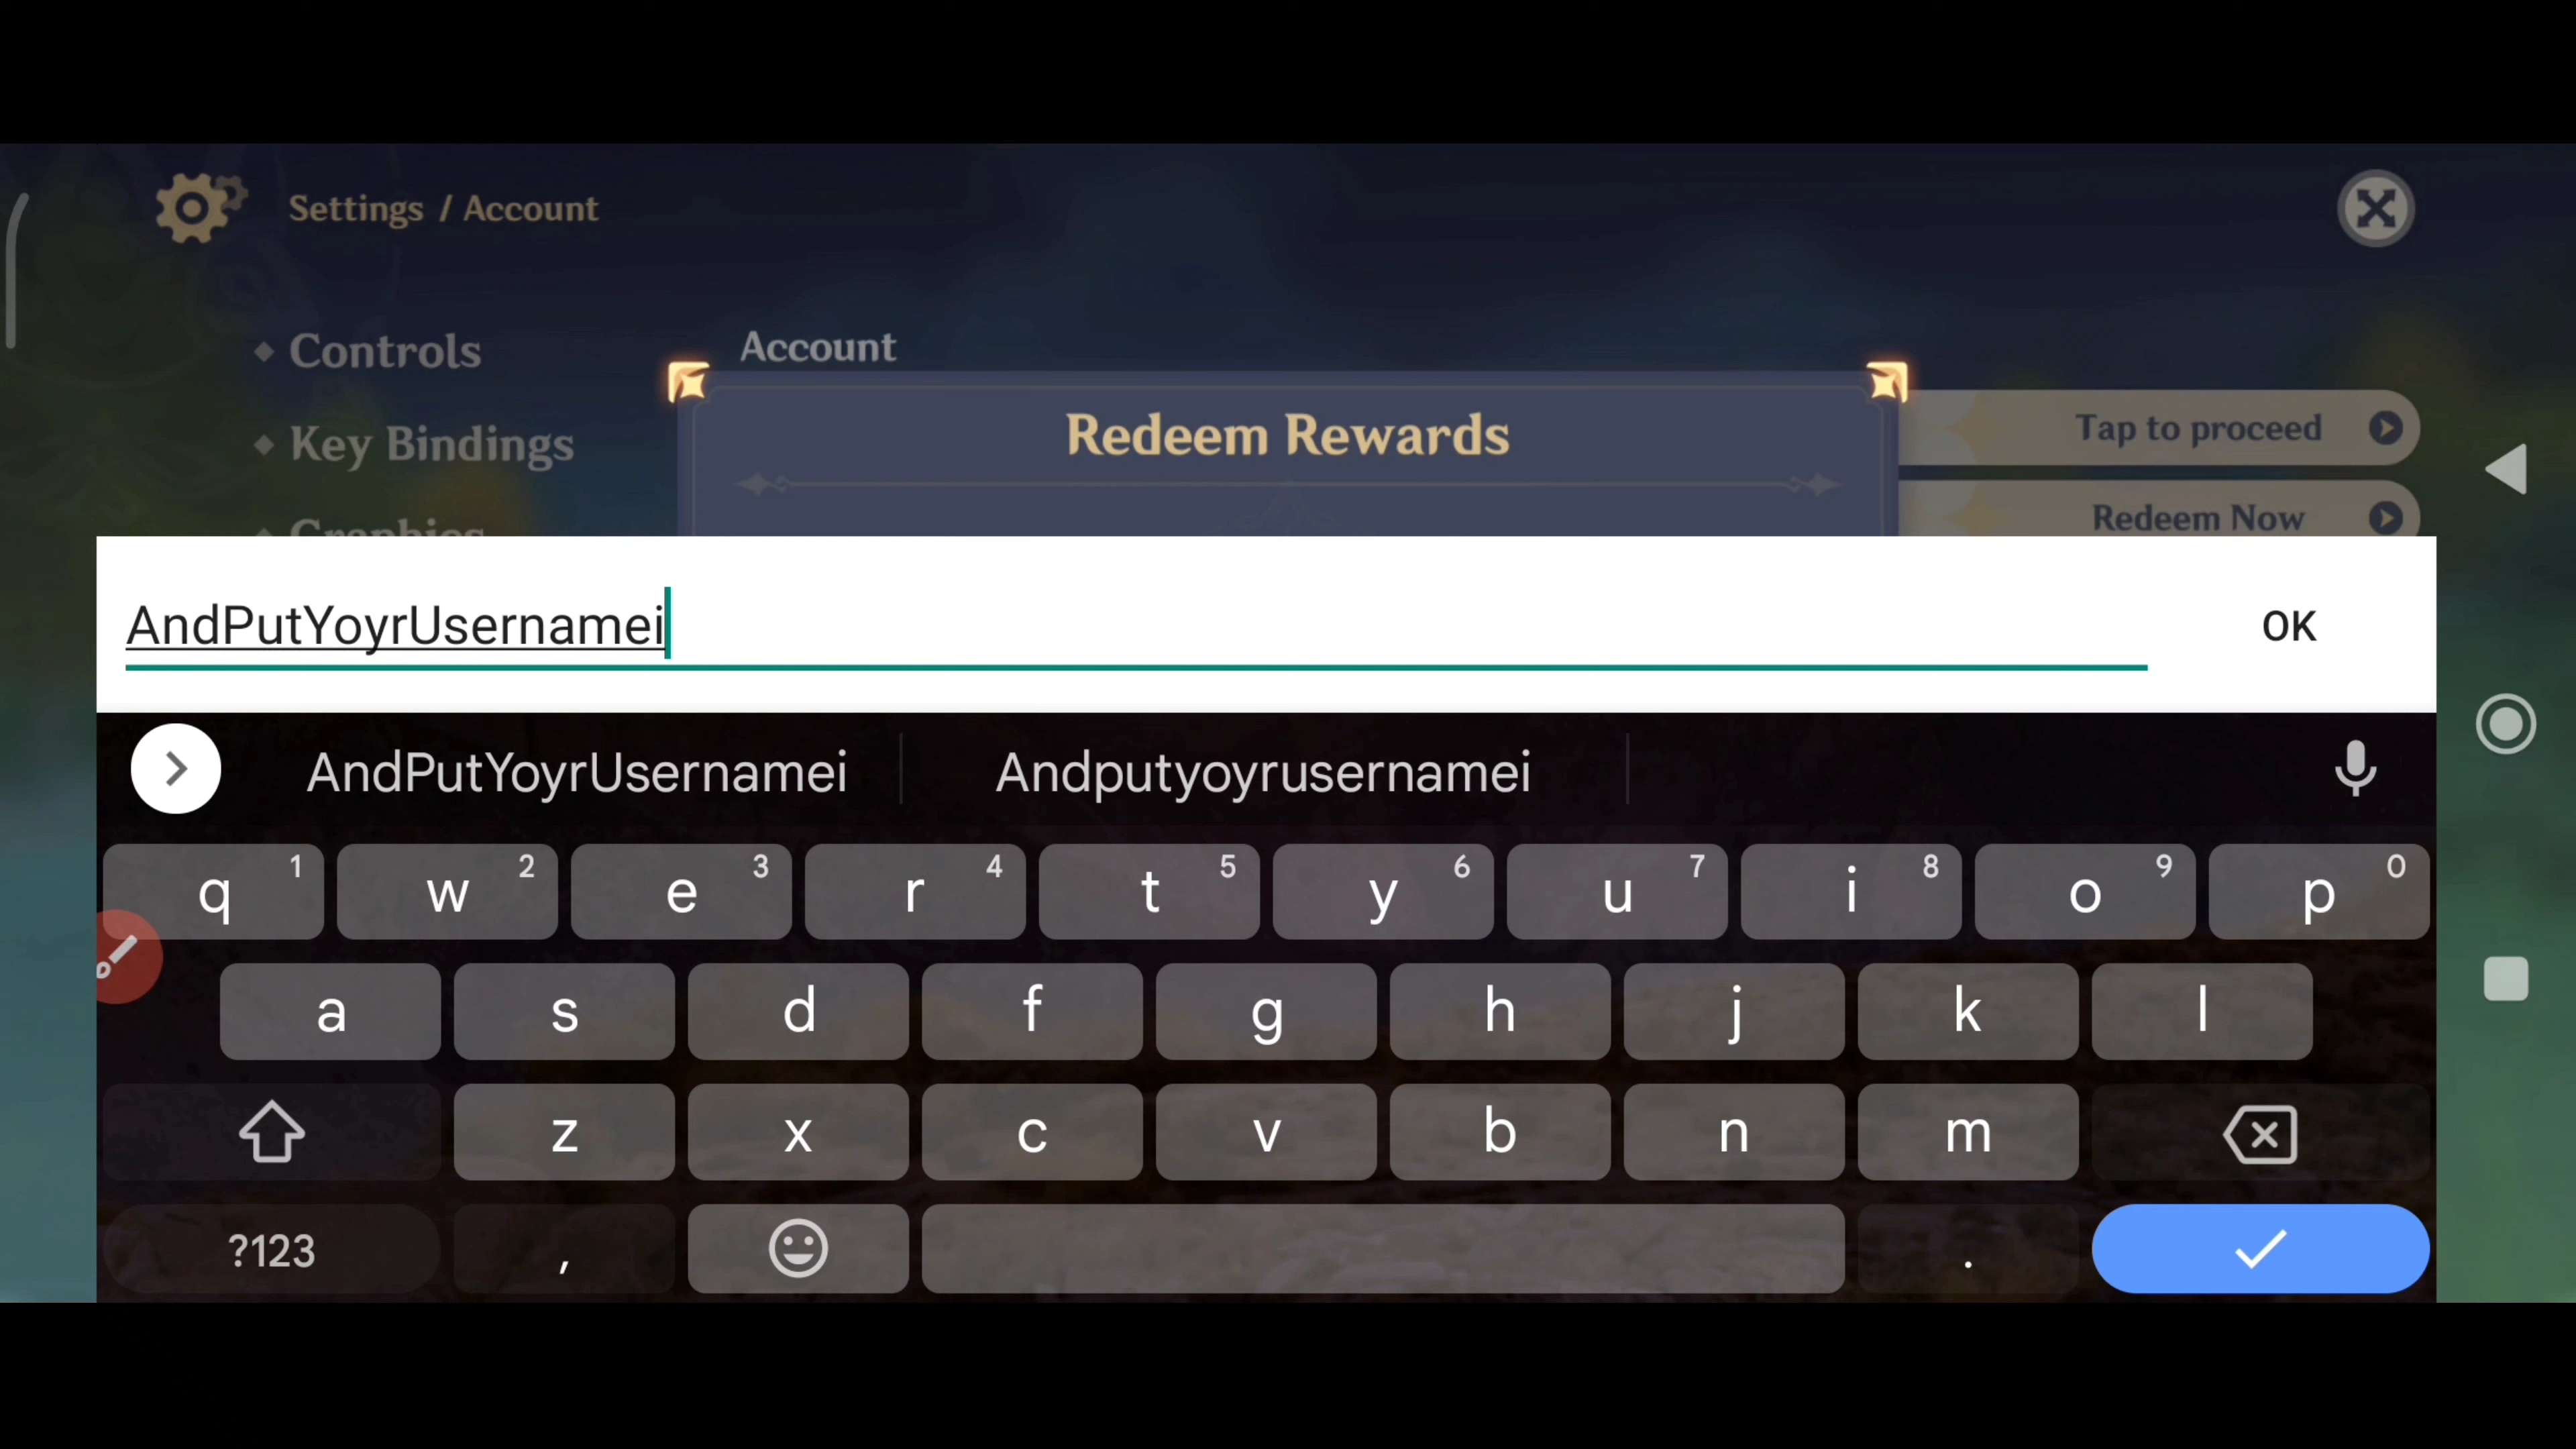 Settings / Account
Controls
Account
Key Bindings
Redeem Rewards
Tap to proceed
Graphics
Redeem Now
AndPutYoyrUsernamei
OK
AndPutYoyrUsernamei Andputyoyrusernamei
q 1 w 2 e 3 r 4 t 5 y 6 u 7 i 8 o 9 p 0
a s d f g h j k l
z x c v b n m
?123 , .